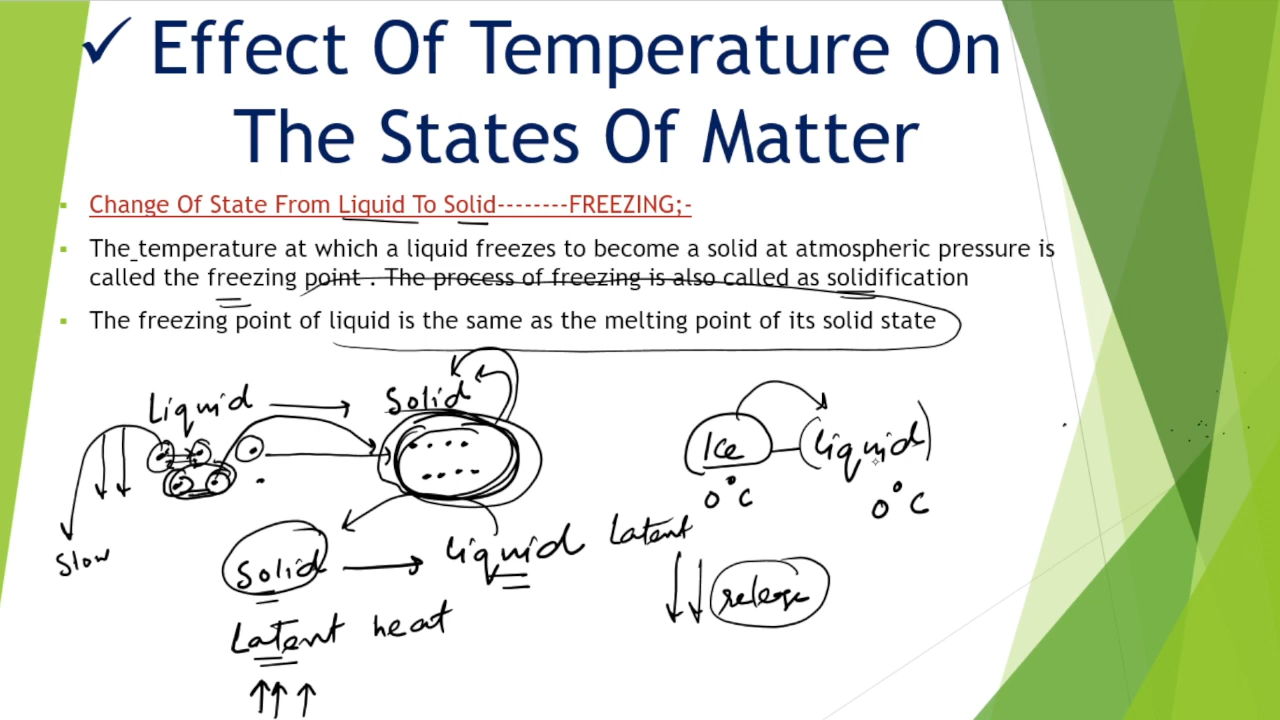 ✓ Effect Of Temperature On
The States Of Matter
▪ Change Of State From Liquid To Solid--------FREEZING;-
▪ The temperature at which a liquid freezes to become a solid at atmospheric pressure is
called the freezing point . The process of freezing is also called as solidification
▪ The freezing point of liquid is the same as the melting point of its solid state
Liquid → Solid
Ice (liquid)
0°C 0°C
Slow
Solid → liquid
Latent
release
Latent heat